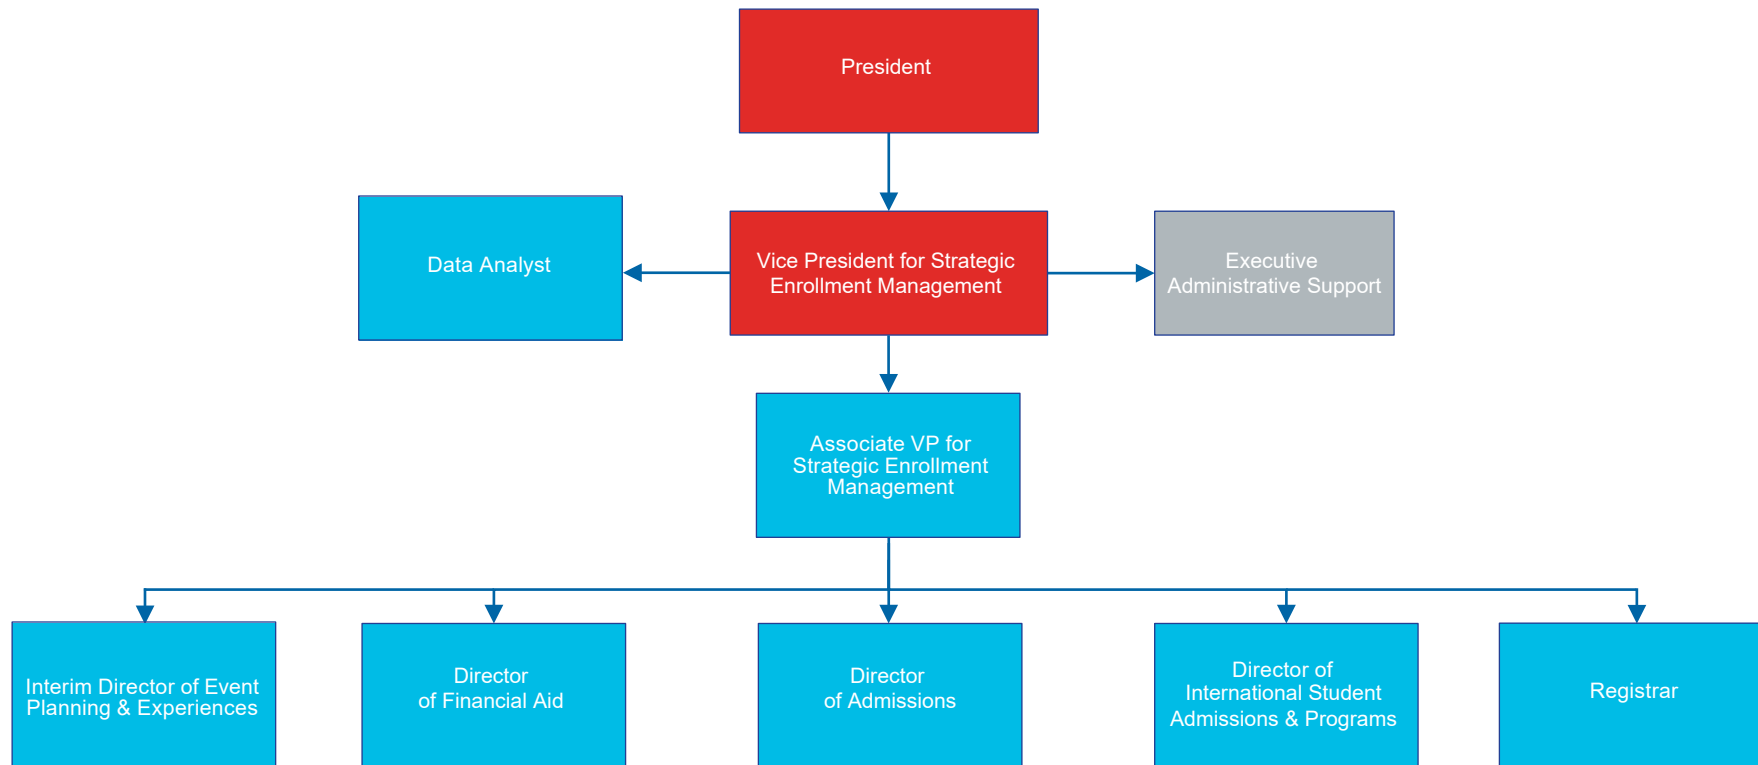 President
Data Analyst
Vice President for Strategic
Enrollment Management
Executive
Administrative Support
Associate VP for
Strategic Enrollment
Management
Interim Director of Event
Planning & Experiences
Director
of Financial Aid
Director
of Admissions
Director of
International Student
Admissions & Programs
Registrar